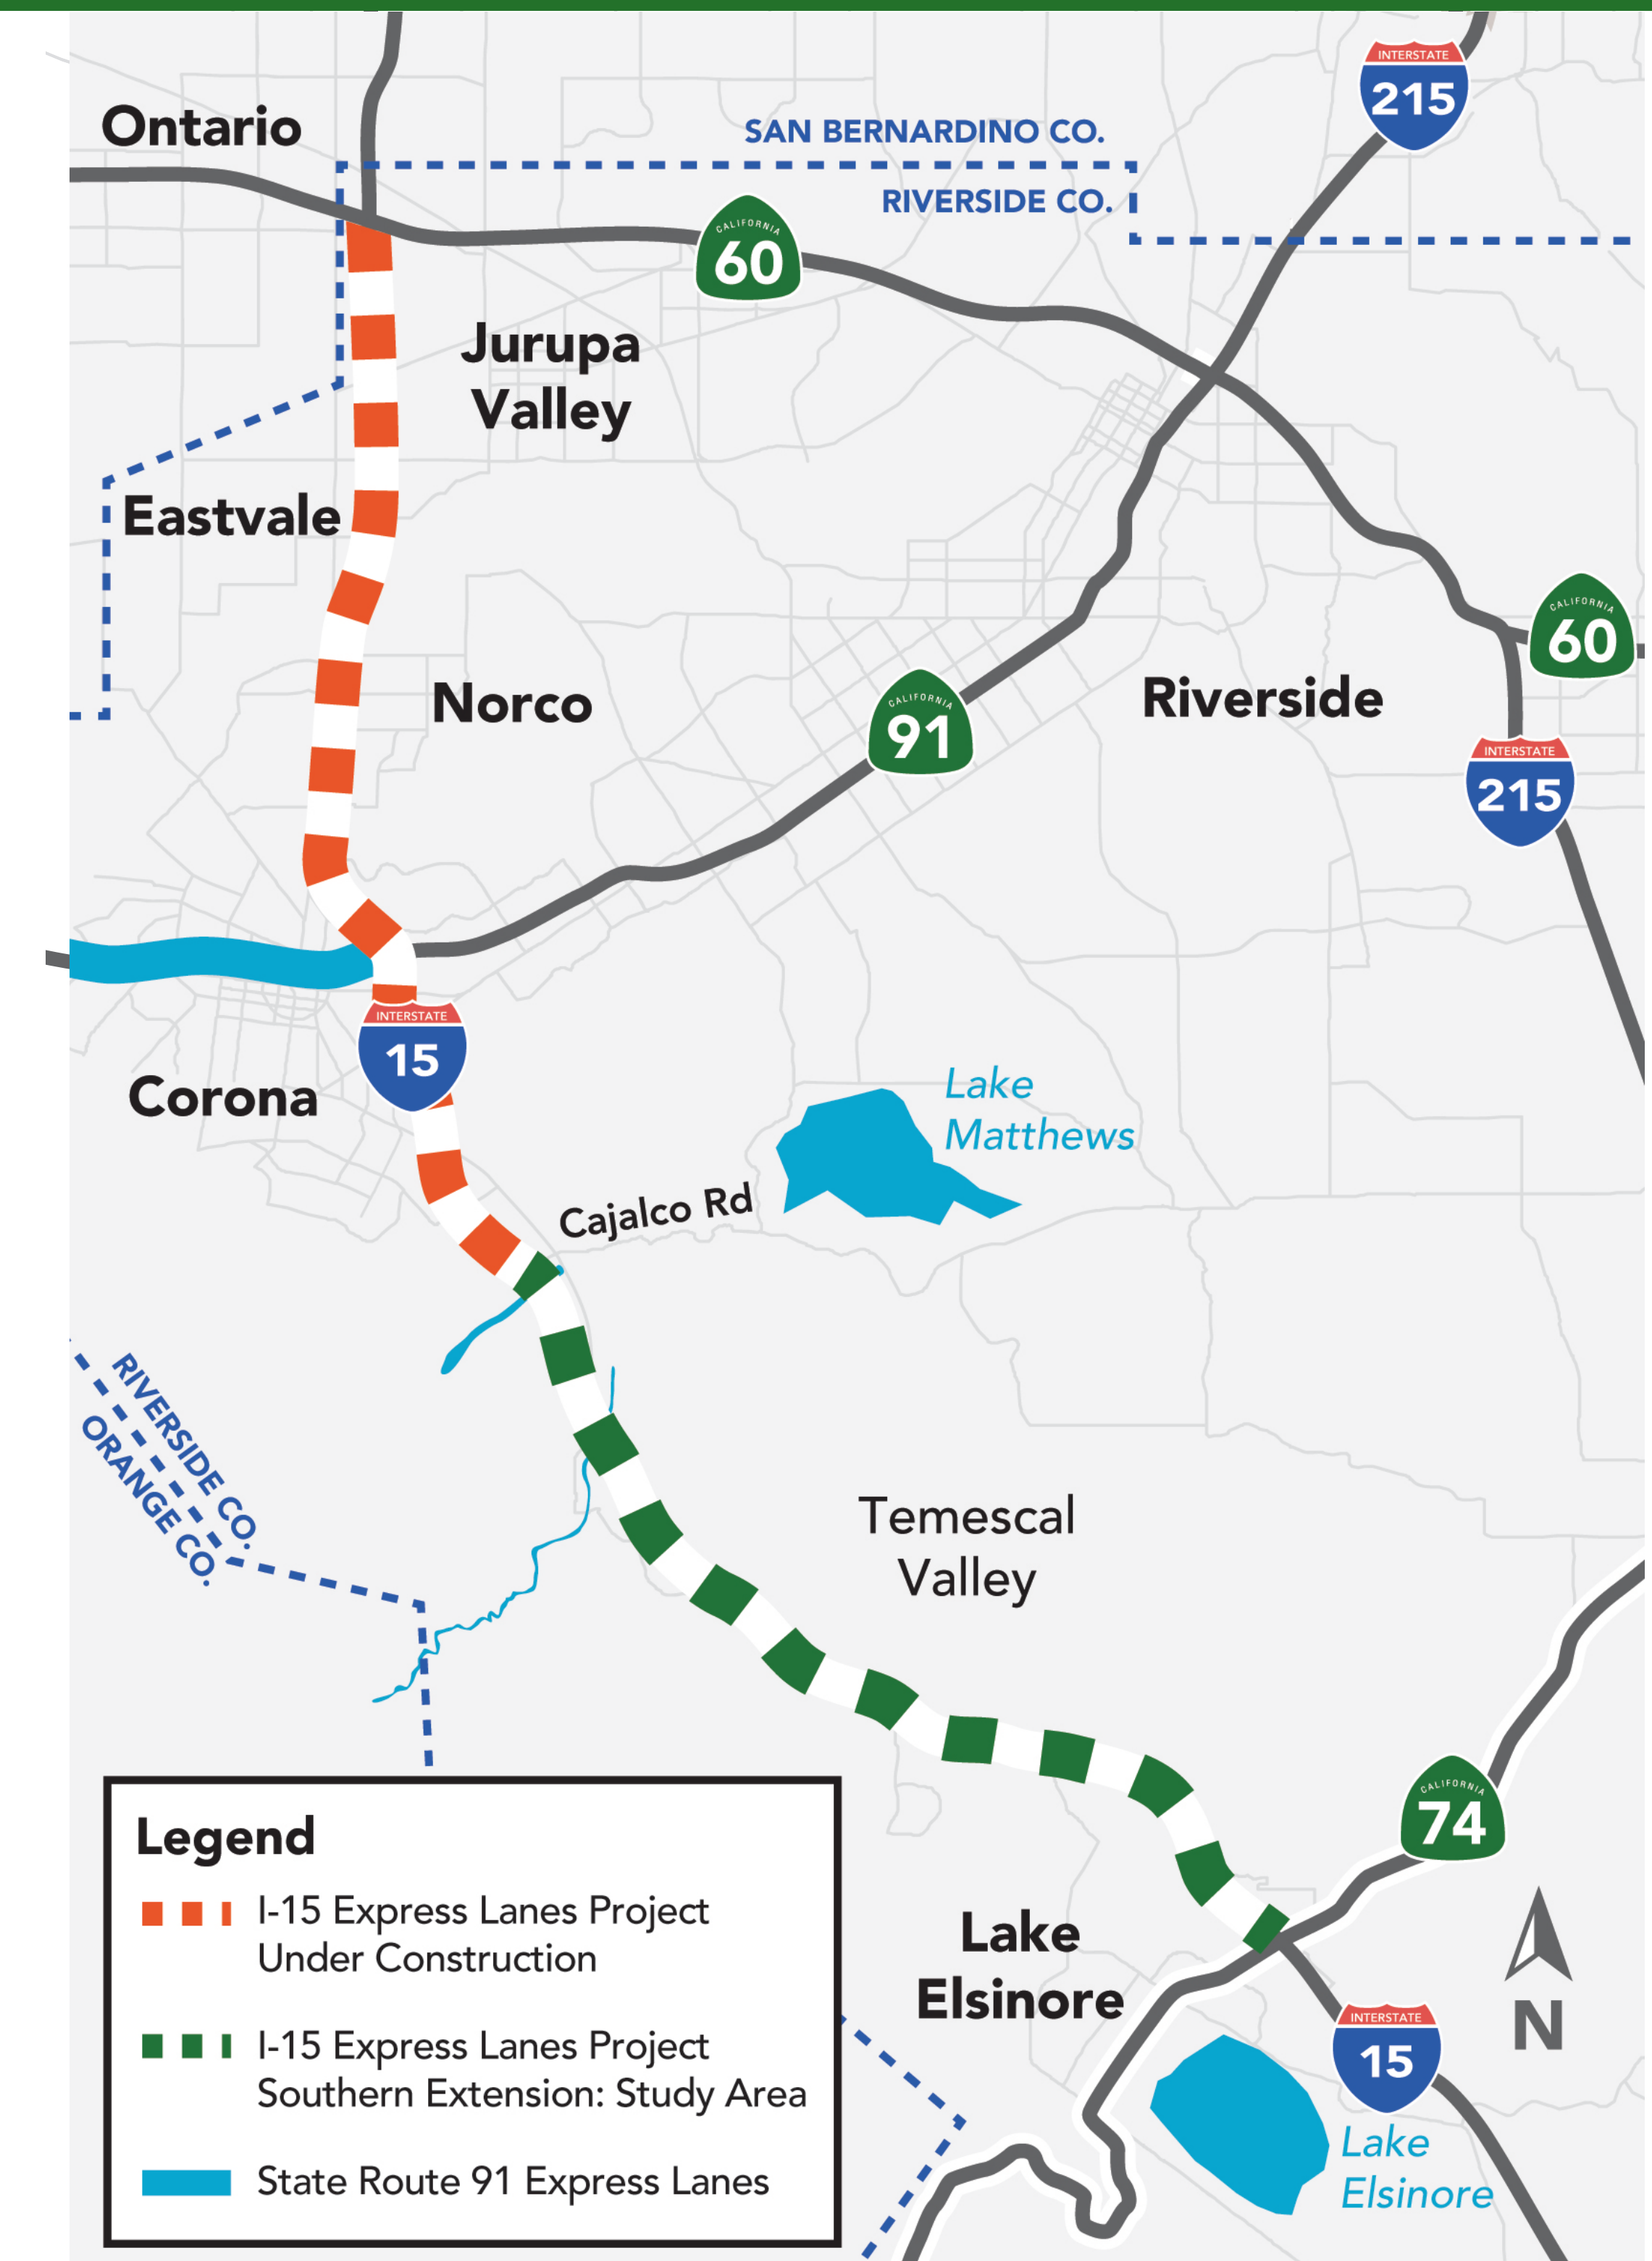 INTERSTATE
215
Ontario
SAN BERNARDINO CO.
RIVERSIDE CO.
CALIFORNIA
60
Jurupa
Valley
Eastvale
CALIFORNIA
60
Norco
CALIFORNIA
91
Riverside
INTERSTATE
215
INTERSTATE
15
Corona
Lake
Matthews
Cajalco Rd
RIVERSIDE CO.
ORANGE CO.
Temescal
Valley
CALIFORNIA
74
Lake
Elsinore
N
INTERSTATE
15
Lake
Elsinore
Legend
I-15 Express Lanes Project
Under Construction
I-15 Express Lanes Project
Southern Extension: Study Area
State Route 91 Express Lanes